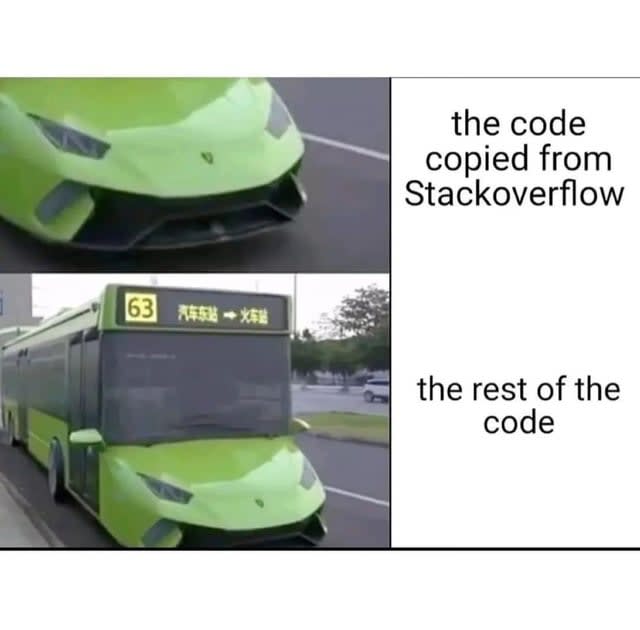 the code
copied from
Stackoverflow
63 汽车东站 → 火车站
the rest of the
code